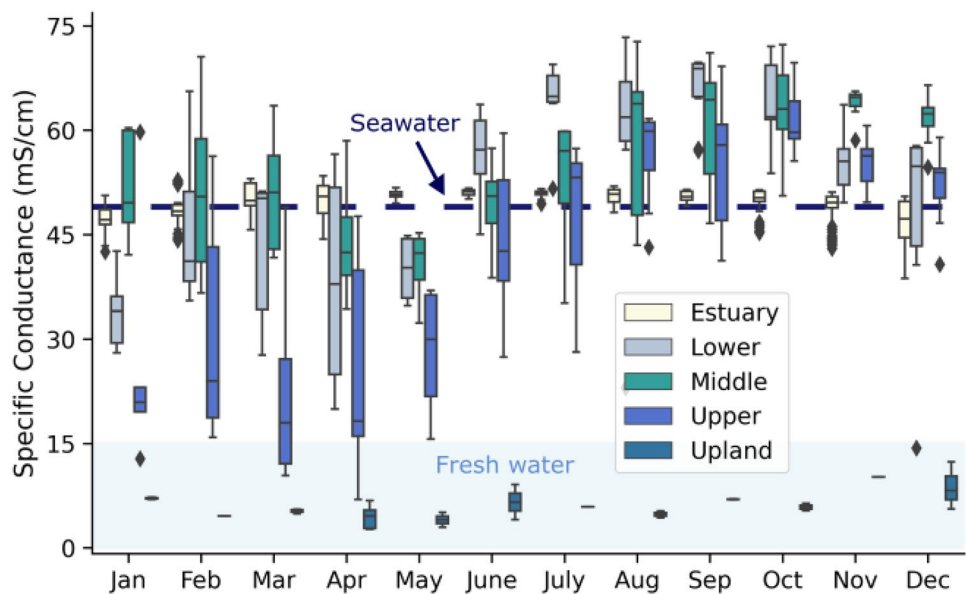 75
60
45
30
15
0
Specific Conductance (mS/cm)
Seawater
Fresh water
Estuary
Lower
Middle
Upper
Upland
Jan Feb Mar Apr May June July Aug Sep Oct Nov Dec